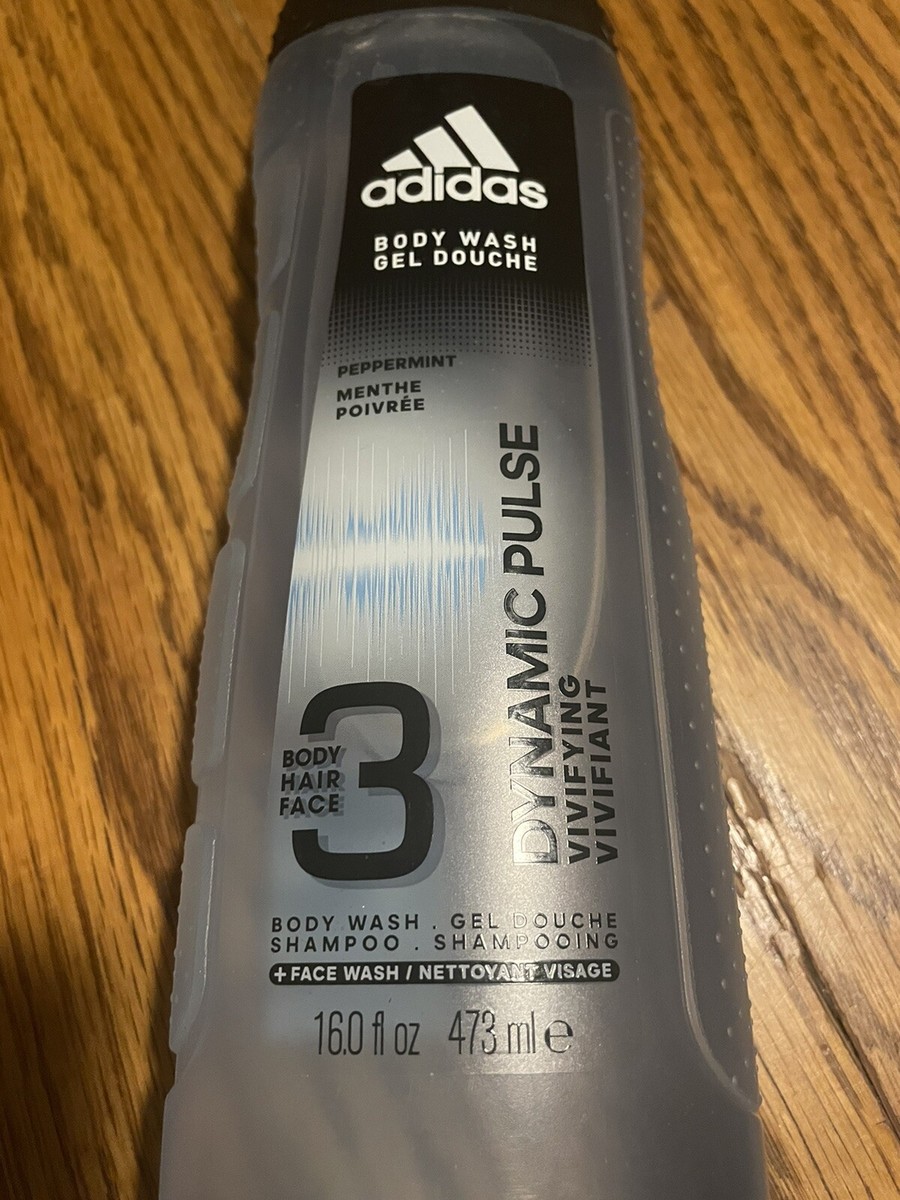 adidas
BODY WASH
GEL DOUCHE
PEPPERMINT
MENTHE
POIVRÉE
DYNAMIC PULSE
VIVIFYING
VIVIFIANT
3
BODY
HAIR
FACE
BODY WASH . GEL DOUCHE
SHAMPOO . SHAMPOOING
+FACE WASH / NETTOYANT VISAGE
16.0 fl oz 473 ml e